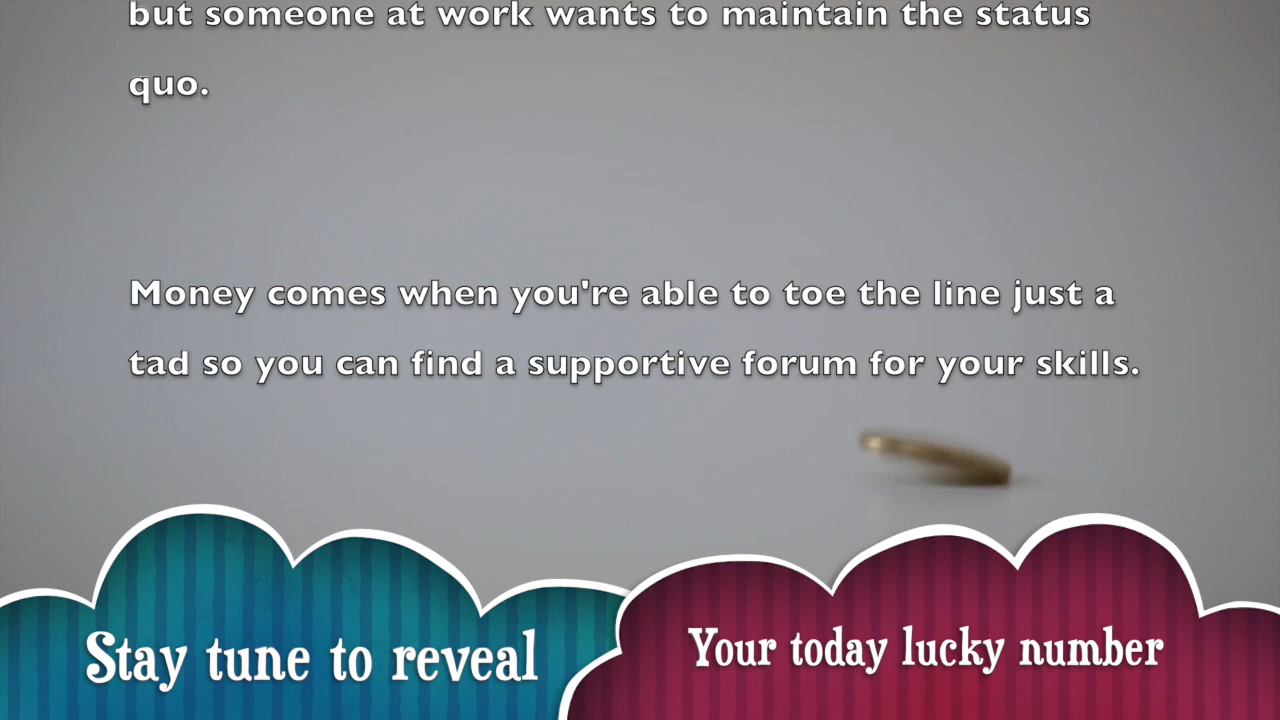 but someone at work wants to maintain the status
quo.
Money comes when you're able to toe the line just a
tad so you can find a supportive forum for your skills.
Stay tune to reveal
Your today lucky number